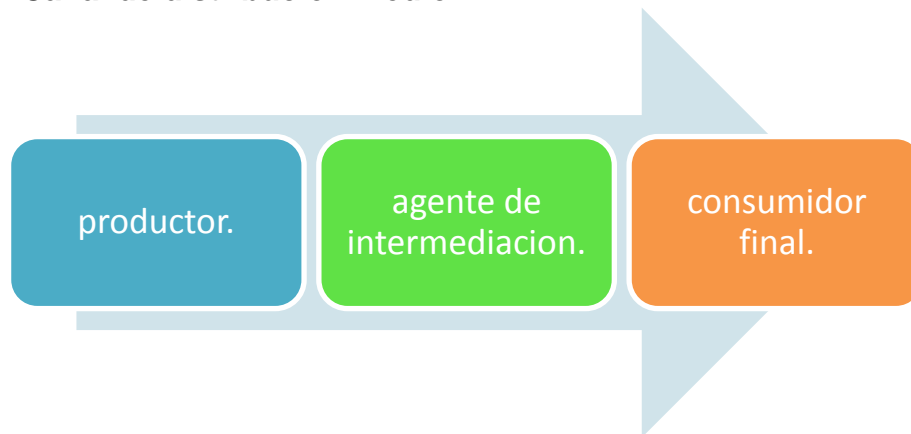 productor.
agente de
intermediacion.
consumidor
final.